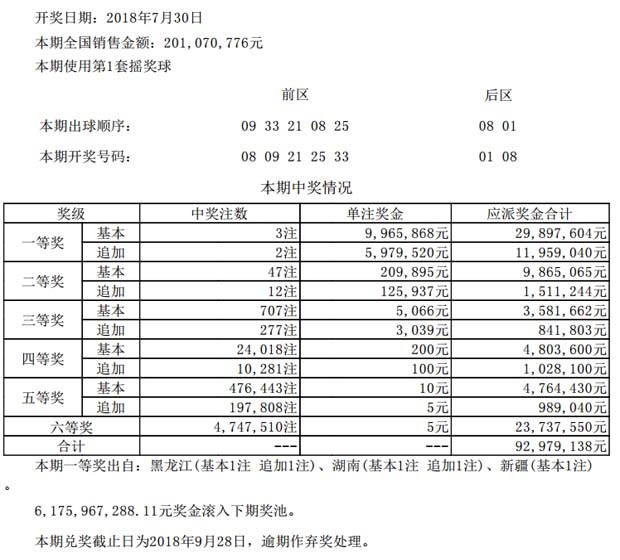 开奖日期：2018年7月30日
本期全国销售金额：201,070,776元
本期使用第1套摇奖球
前区 后区
本期出球顺序： 09 33 21 08 25 08 01
本期开奖号码： 08 09 21 25 33 01 08
本期中奖情况
奖级 中奖注数 单注奖金 应派奖金合计
一等奖 基本 3注 9,965,868元 29,897,604元
追加 2注 5,979,520元 11,959,040元
二等奖 基本 47注 209,895元 9,865,065元
追加 12注 125,937元 1,511,244元
三等奖 基本 707注 5,066元 3,581,662元
追加 277注 3,039元 841,803元
四等奖 基本 24,018注 200元 4,803,600元
追加 10,281注 100元 1,028,100元
五等奖 基本 476,443注 10元 4,764,430元
追加 197,808注 5元 989,040元
六等奖 4,747,510注 5元 23,737,550元
合计 --- --- 92,979,138元
本期一等奖出自：黑龙江(基本1注 追加1注)、湖南(基本1注 追加1注)、新疆(基本1注)
。
6,175,967,288.11元奖金滚入下期奖池。
本期兑奖截止日为2018年9月28日，逾期作弃奖处理。